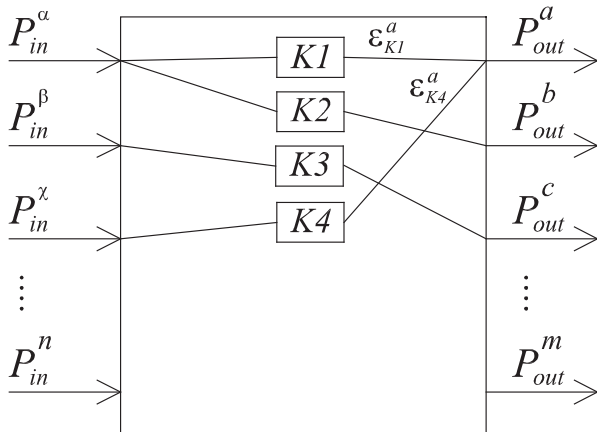 P_in^α K1 ε_K1^a P_out^a
ε_K4^a
P_in^β K2 P_out^b
K3
P_in^χ K4 P_out^c
P_in^n P_out^m